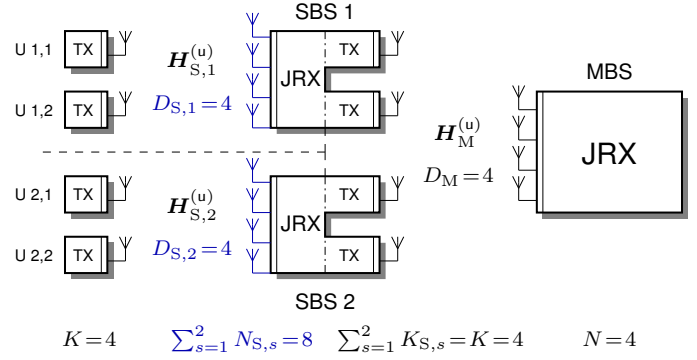 SBS 1
U 1,1 TX TX
H_{S,1}^{(u)} JRX
U 1,2 TX D_{S,1}=4 TX
MBS
H_M^{(u)} JRX
D_M=4
U 2,1 TX TX
H_{S,2}^{(u)} JRX
U 2,2 TX D_{S,2}=4 TX
SBS 2
K=4 ∑_{s=1}^{2} N_{S,s}=8 ∑_{s=1}^{2} K_{S,s}=K=4 N=4